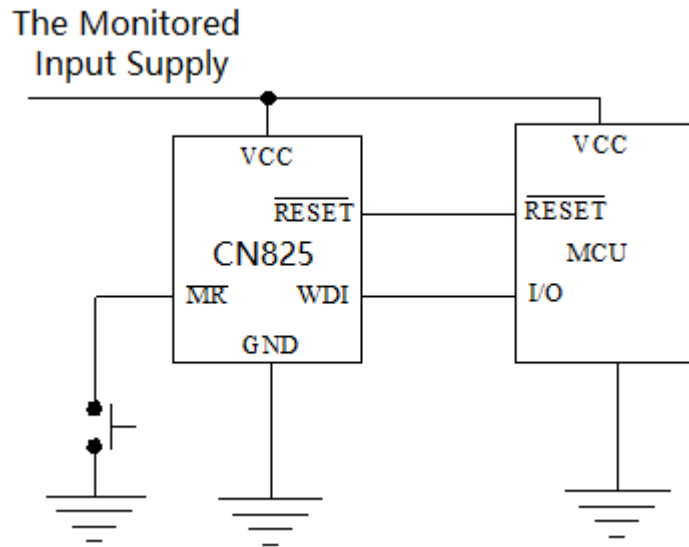 The Monitored
Input Supply
VCC
VCC
RESET
RESET
CN825
MCU
MR
WDI
I/O
GND